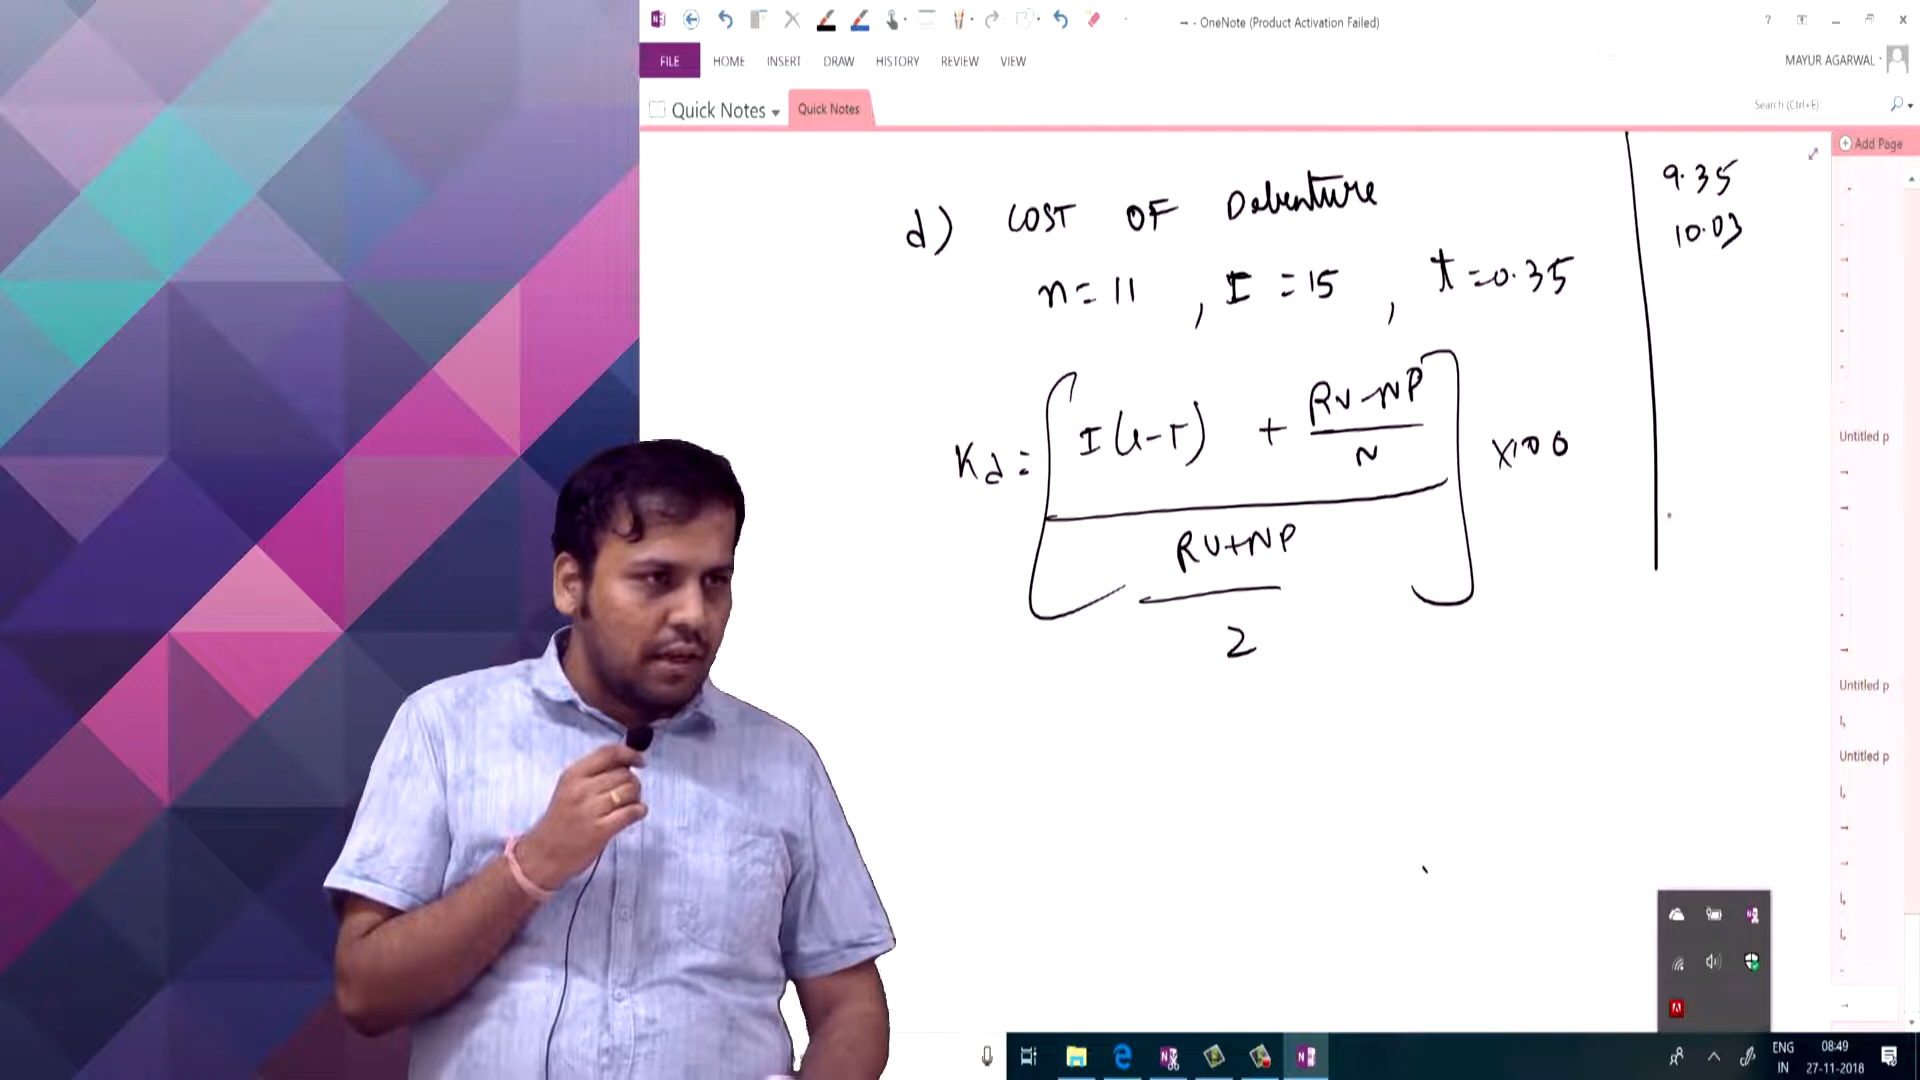 – - OneNote (Product Activation Failed)
?
FILE HOME INSERT DRAW HISTORY REVIEW VIEW
MAYUR AGARWAL
Quick Notes
Quick Notes
Search (Ctrl+E)
Add Page
d) COST OF Debenture
n = 11 , I = 15 , t = 0.35
Kd = [ I(1-T) + RV-NP
N
RV+NP
2 ] X100
9.35
10.03
Untitled p
Untitled p
Untitled p
ENG
IN
08:49
27-11-2018